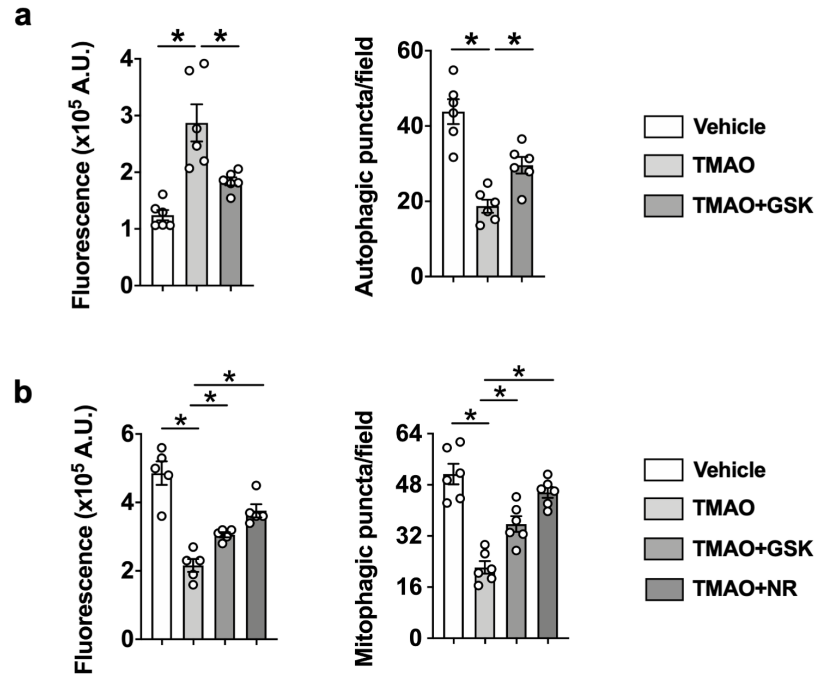 a
Fluorescence (x10⁵ A.U.)
4
3
2
1
0
* *
Autophagic puncta/field
60
40
20
0
* *
Vehicle
TMAO
TMAO+GSK
b
Fluorescence (x10⁵ A.U.)
6
4
2
0
*
*
*
Mitophagic puncta/field
64
48
32
16
0
*
*
*
Vehicle
TMAO
TMAO+GSK
TMAO+NR